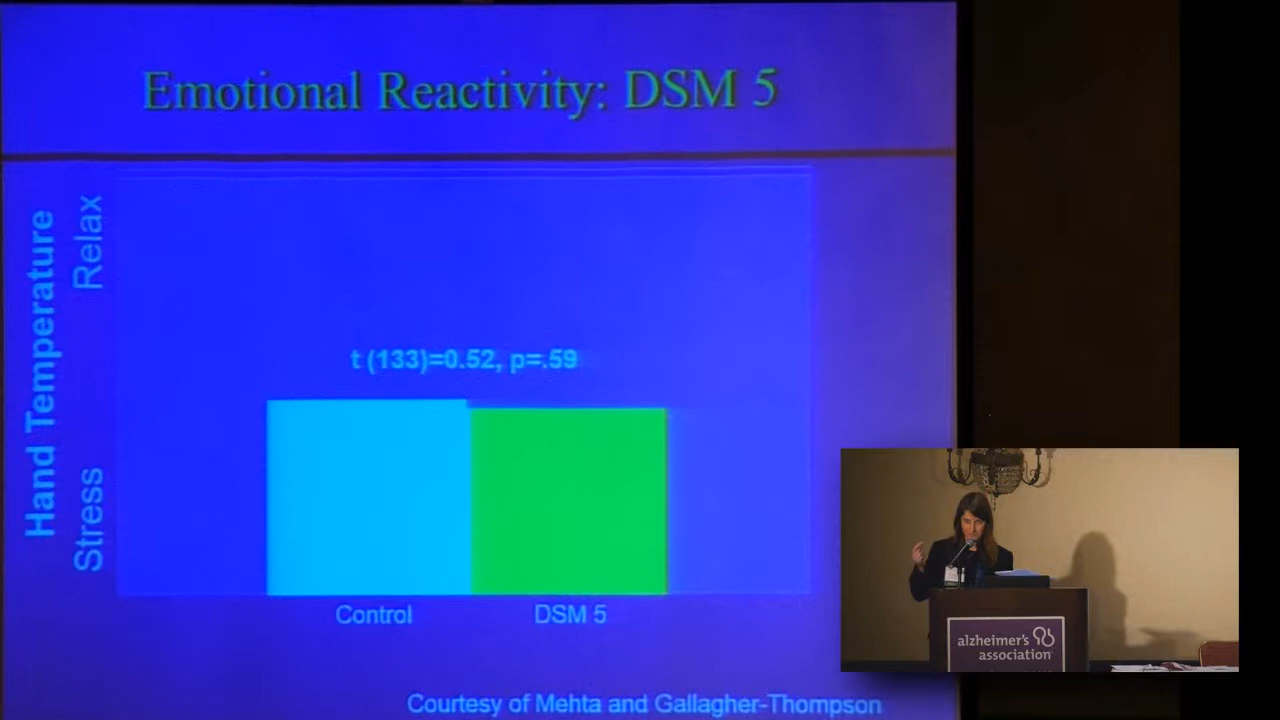 Emotional Reactivity: DSM 5
Hand Temperature
Stress Relax
t (133)=0.52, p=.59
Control DSM 5
Courtesy of Mehta and Gallagher-Thompson
alzheimer's
association